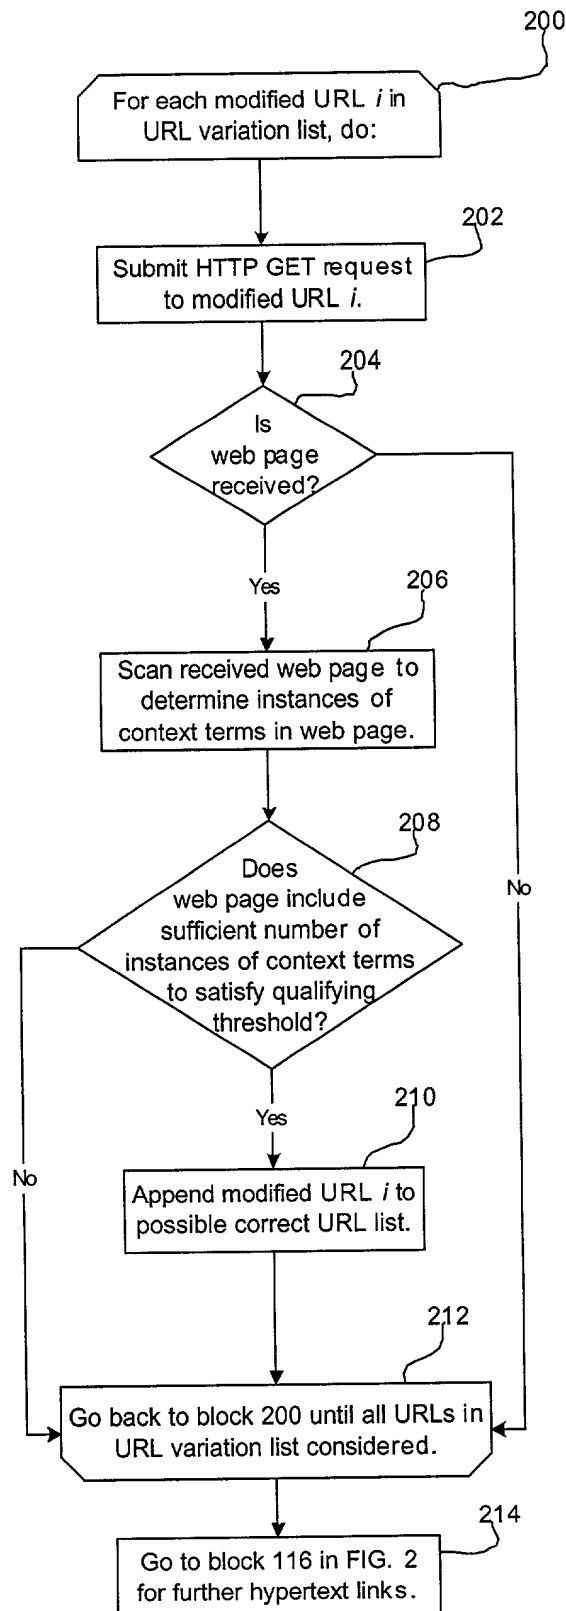 200
For each modified URL i in
URL variation list, do:
202
Submit HTTP GET request
to modified URL i.
204
Is
web page
received?
Yes
206
Scan received web page to
determine instances of
context terms in web page.
208
Does
web page include
sufficient number of
instances of context terms
to satisfy qualifying
threshold?
No
Yes
210
No
Append modified URL i to
possible correct URL list.
212
Go back to block 200 until all URLs in
URL variation list considered.
214
Go to block 116 in FIG. 2
for further hypertext links.